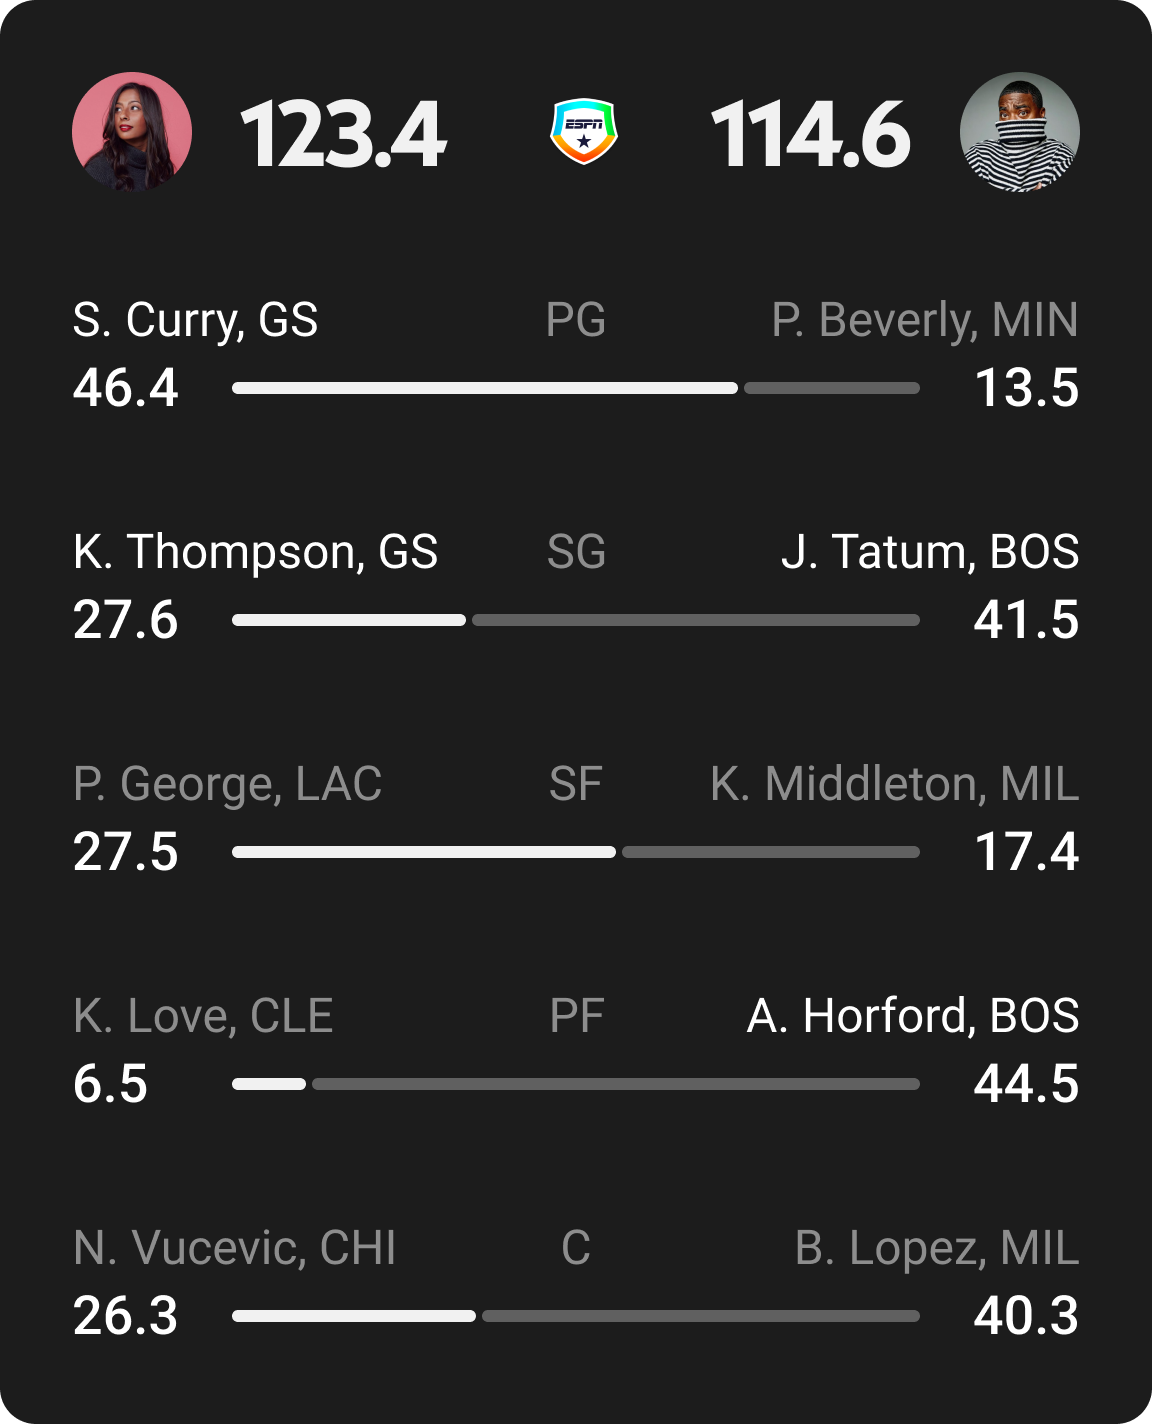 123.4 ESPN 114.6
S. Curry, GS PG P. Beverly, MIN
46.4 13.5
K. Thompson, GS SG J. Tatum, BOS
27.6 41.5
P. George, LAC SF K. Middleton, MIL
27.5 17.4
K. Love, CLE PF A. Horford, BOS
6.5 44.5
N. Vucevic, CHI C B. Lopez, MIL
26.3 40.3